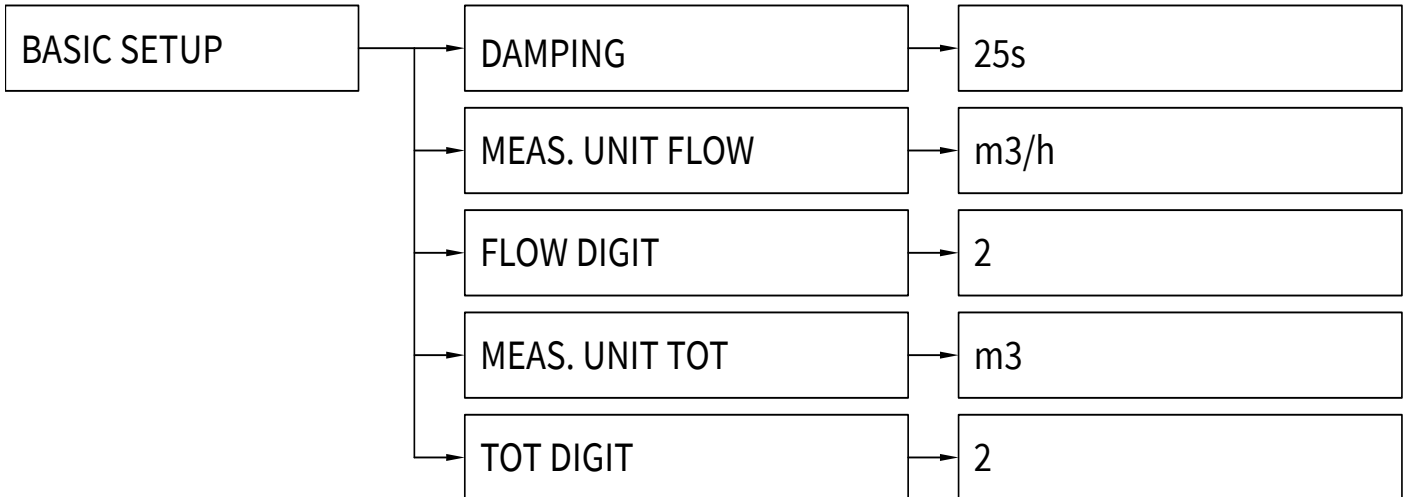 BASIC SETUP
DAMPING
25s
MEAS. UNIT FLOW
m3/h
FLOW DIGIT
2
MEAS. UNIT TOT
m3
TOT DIGIT
2